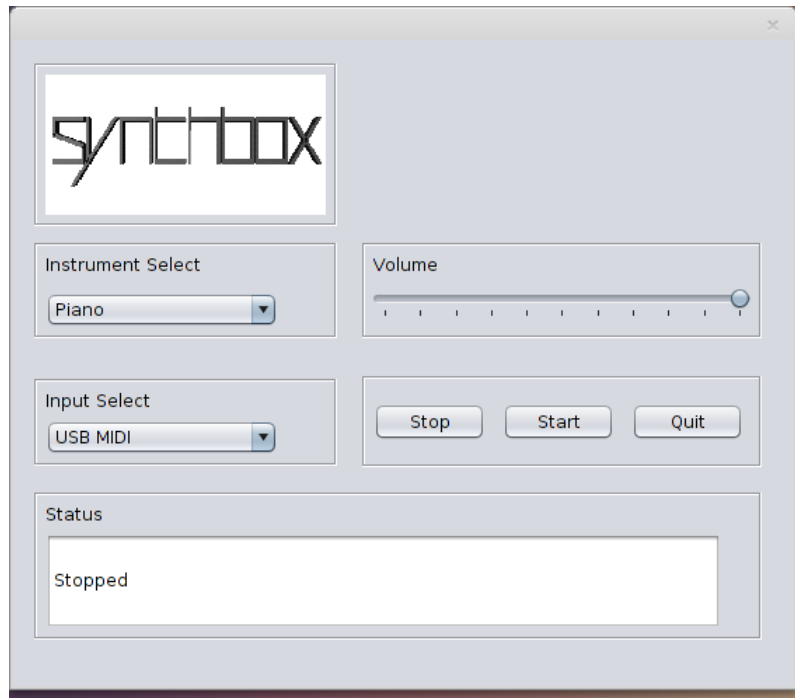 synthbox
Instrument Select
Volume
Piano
Input Select
USB MIDI
Stop Start Quit
Status
Stopped